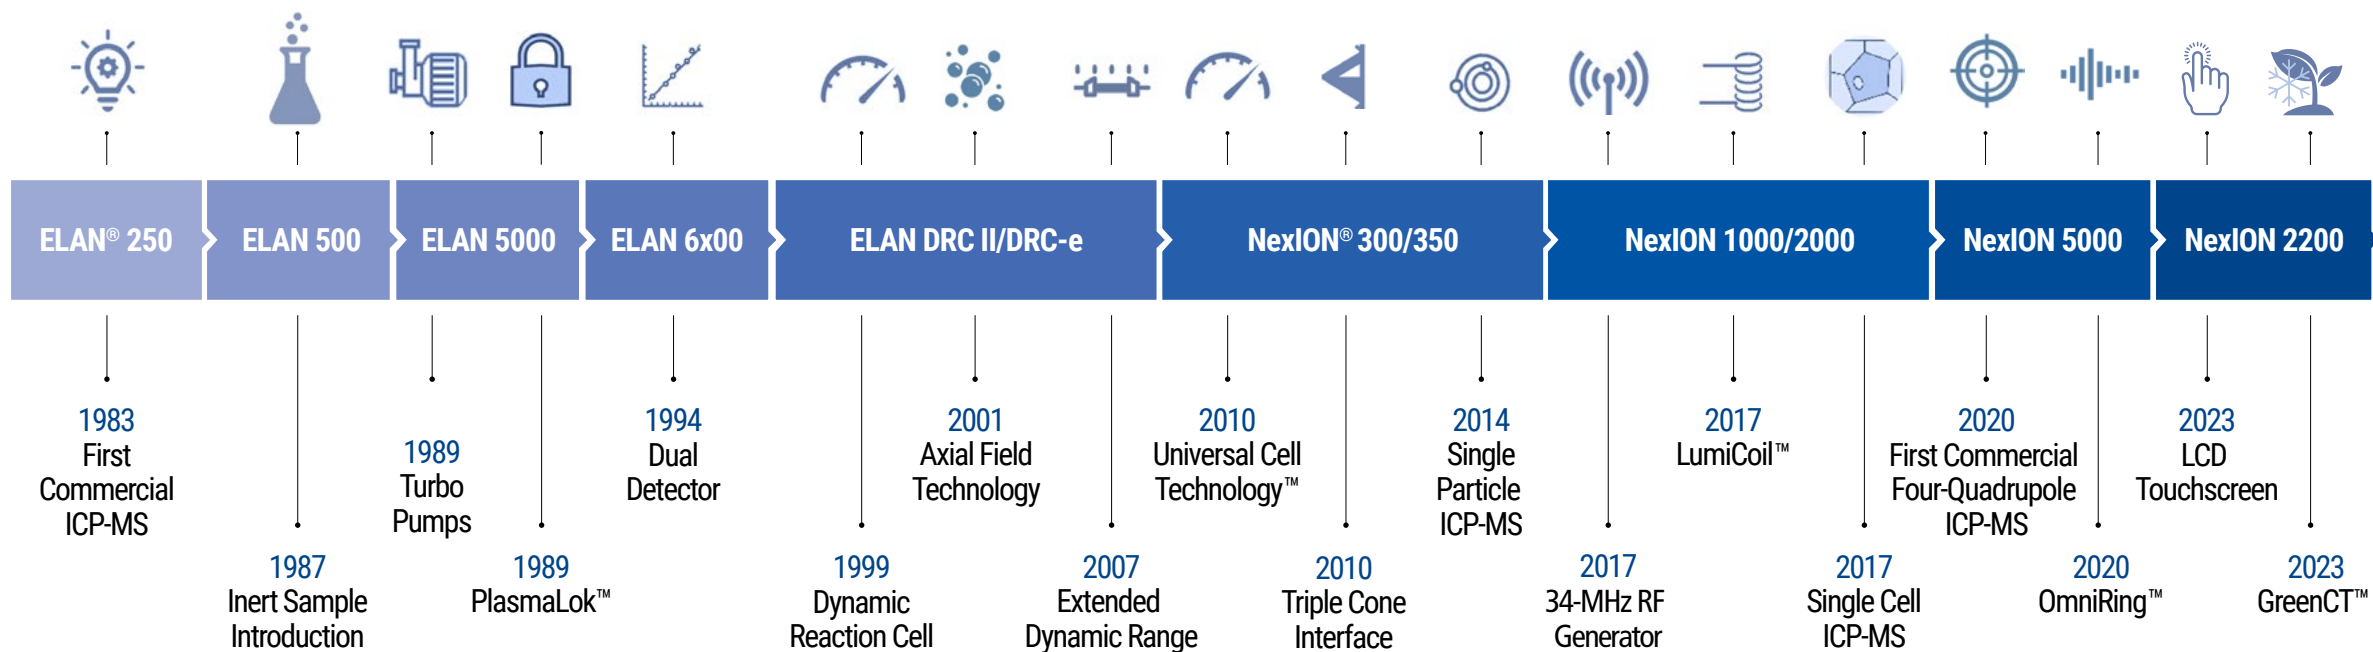 ELAN® 250
ELAN 500
ELAN 5000
ELAN 6x00
ELAN DRC II/DRC-e
NexION® 300/350
NexION 1000/2000
NexION 5000
NexION 2200
1983
First
Commercial
ICP-MS
1987
Inert Sample
Introduction
1989
Turbo
Pumps
1989
PlasmaLok™
1994
Dual
Detector
1999
Dynamic
Reaction Cell
2001
Axial Field
Technology
2007
Extended
Dynamic Range
2010
Universal Cell
Technology™
2010
Triple Cone
Interface
2014
Single
Particle
ICP-MS
2017
34-MHz RF
Generator
2017
LumiCoil™
2017
Single Cell
ICP-MS
2020
First Commercial
Four-Quadrupole
ICP-MS
2020
OmniRing™
2023
LCD
Touchscreen
2023
GreenCT™